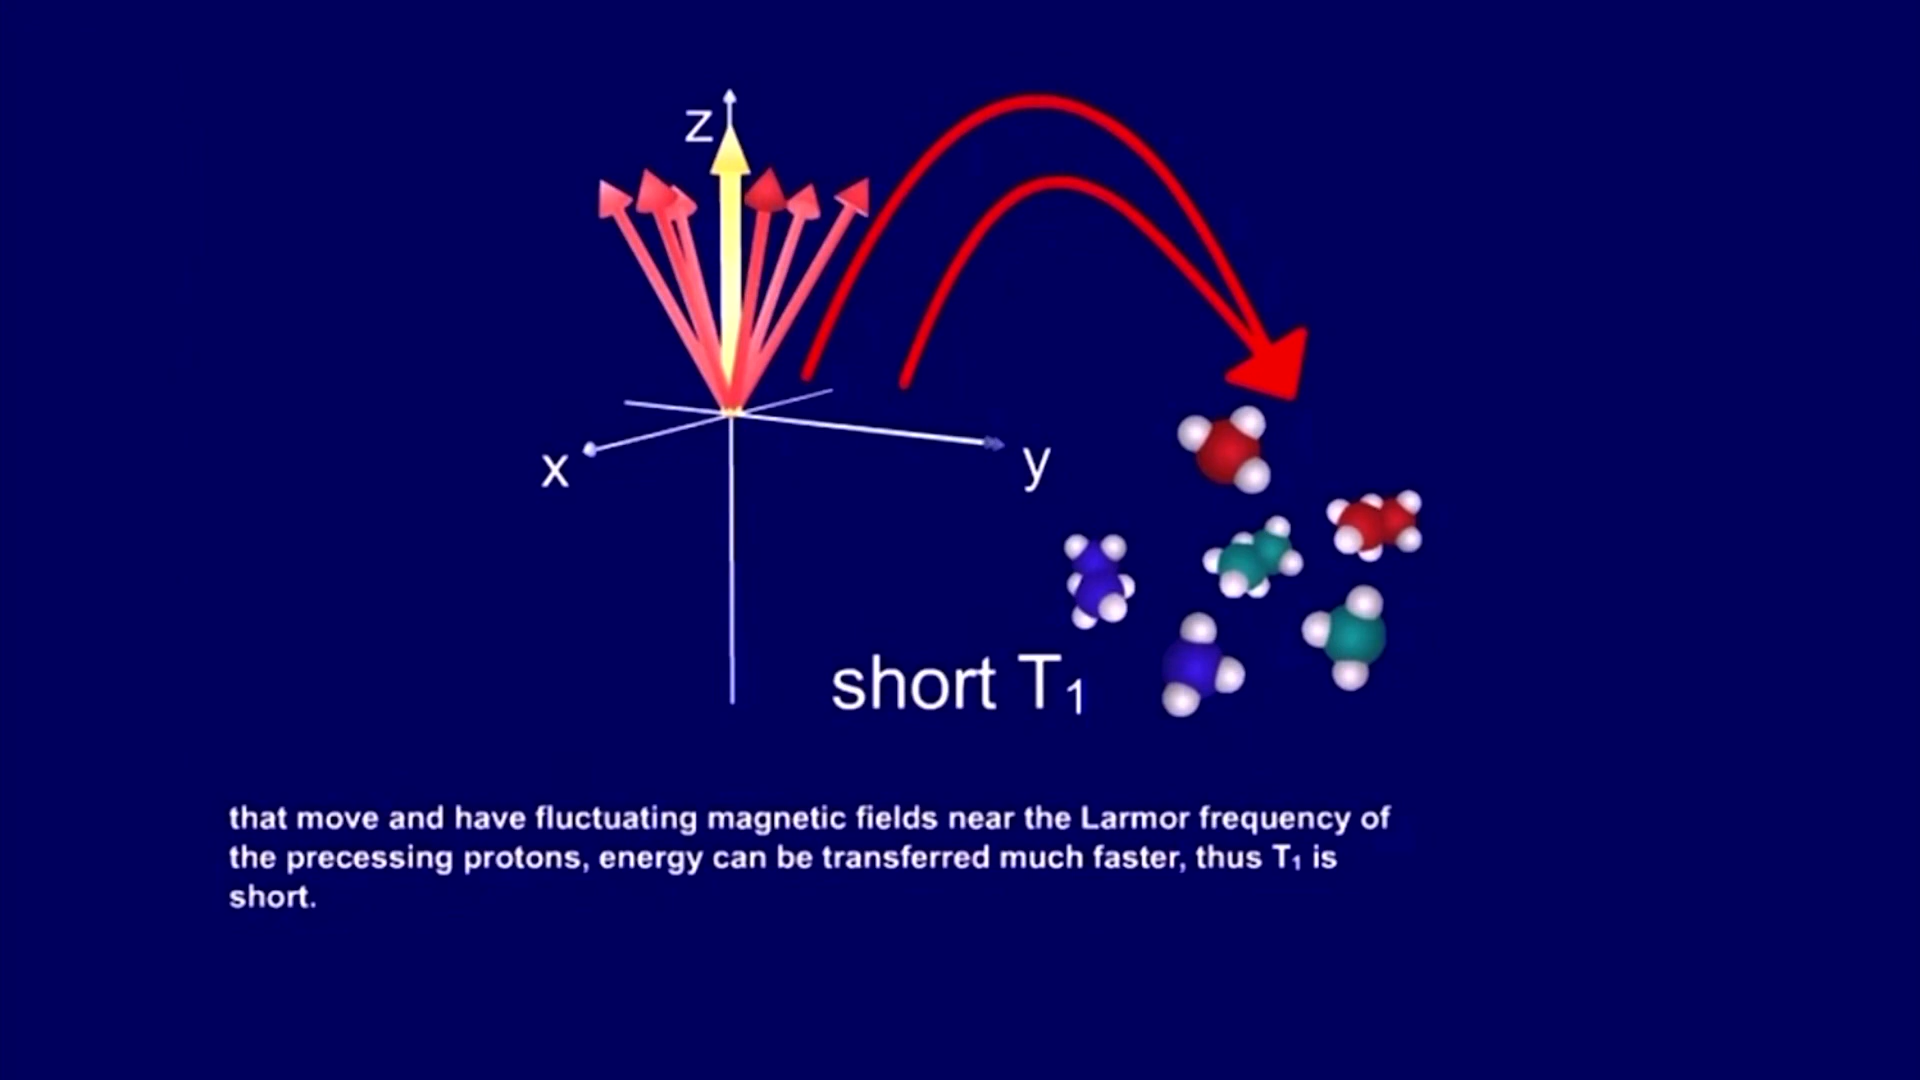 z
x
y
short T₁
that move and have fluctuating magnetic fields near the Larmor frequency of
the precessing protons, energy can be transferred much faster, thus T₁ is
short.